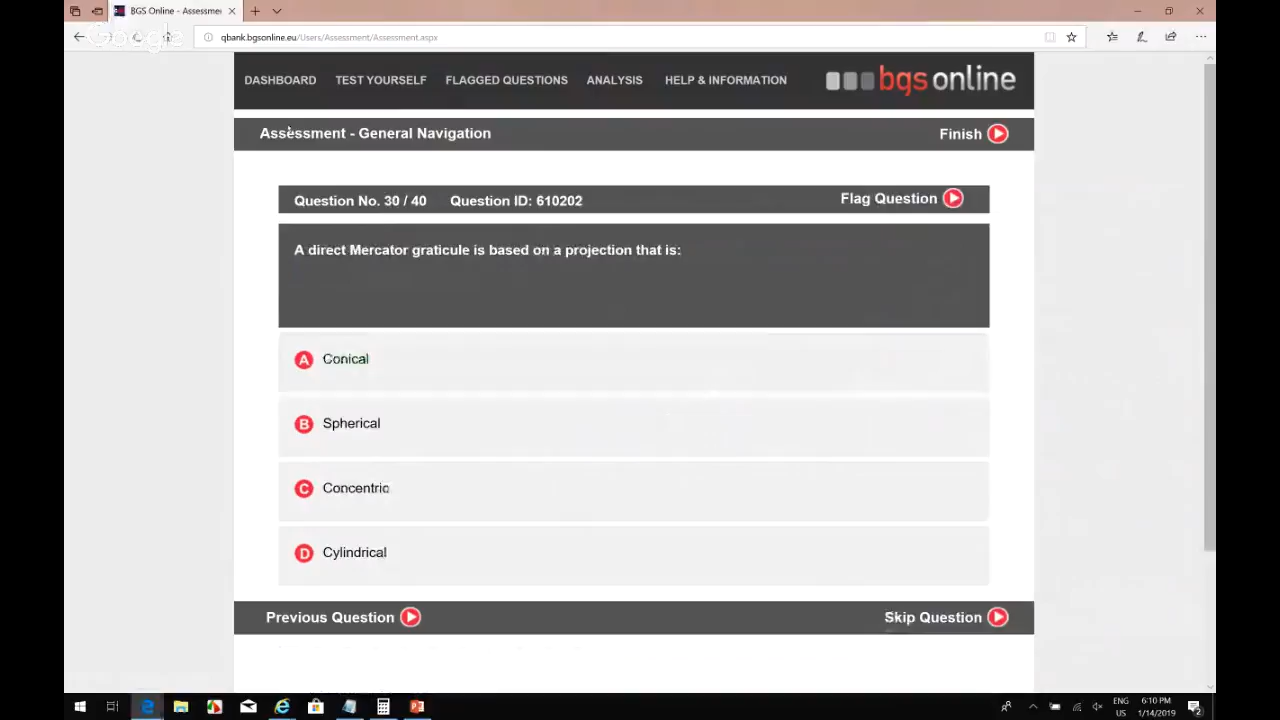 BGS Online - Assessmen
qbank.bgsonline.eu/Users/Assessment/Assessment.aspx
Google
DASHBOARD TEST YOURSELF FLAGGED QUESTIONS ANALYSIS HELP & INFORMATION bgs online
Assessment - General Navigation Finish
Question No. 30 / 40 Question ID: 610202 Flag Question
A direct Mercator graticule is based on a projection that is:
A Conical
B Spherical
C Concentric
D Cylindrical
Previous Question Skip Question
ENG 6:10 PM
US 1/14/2019 2